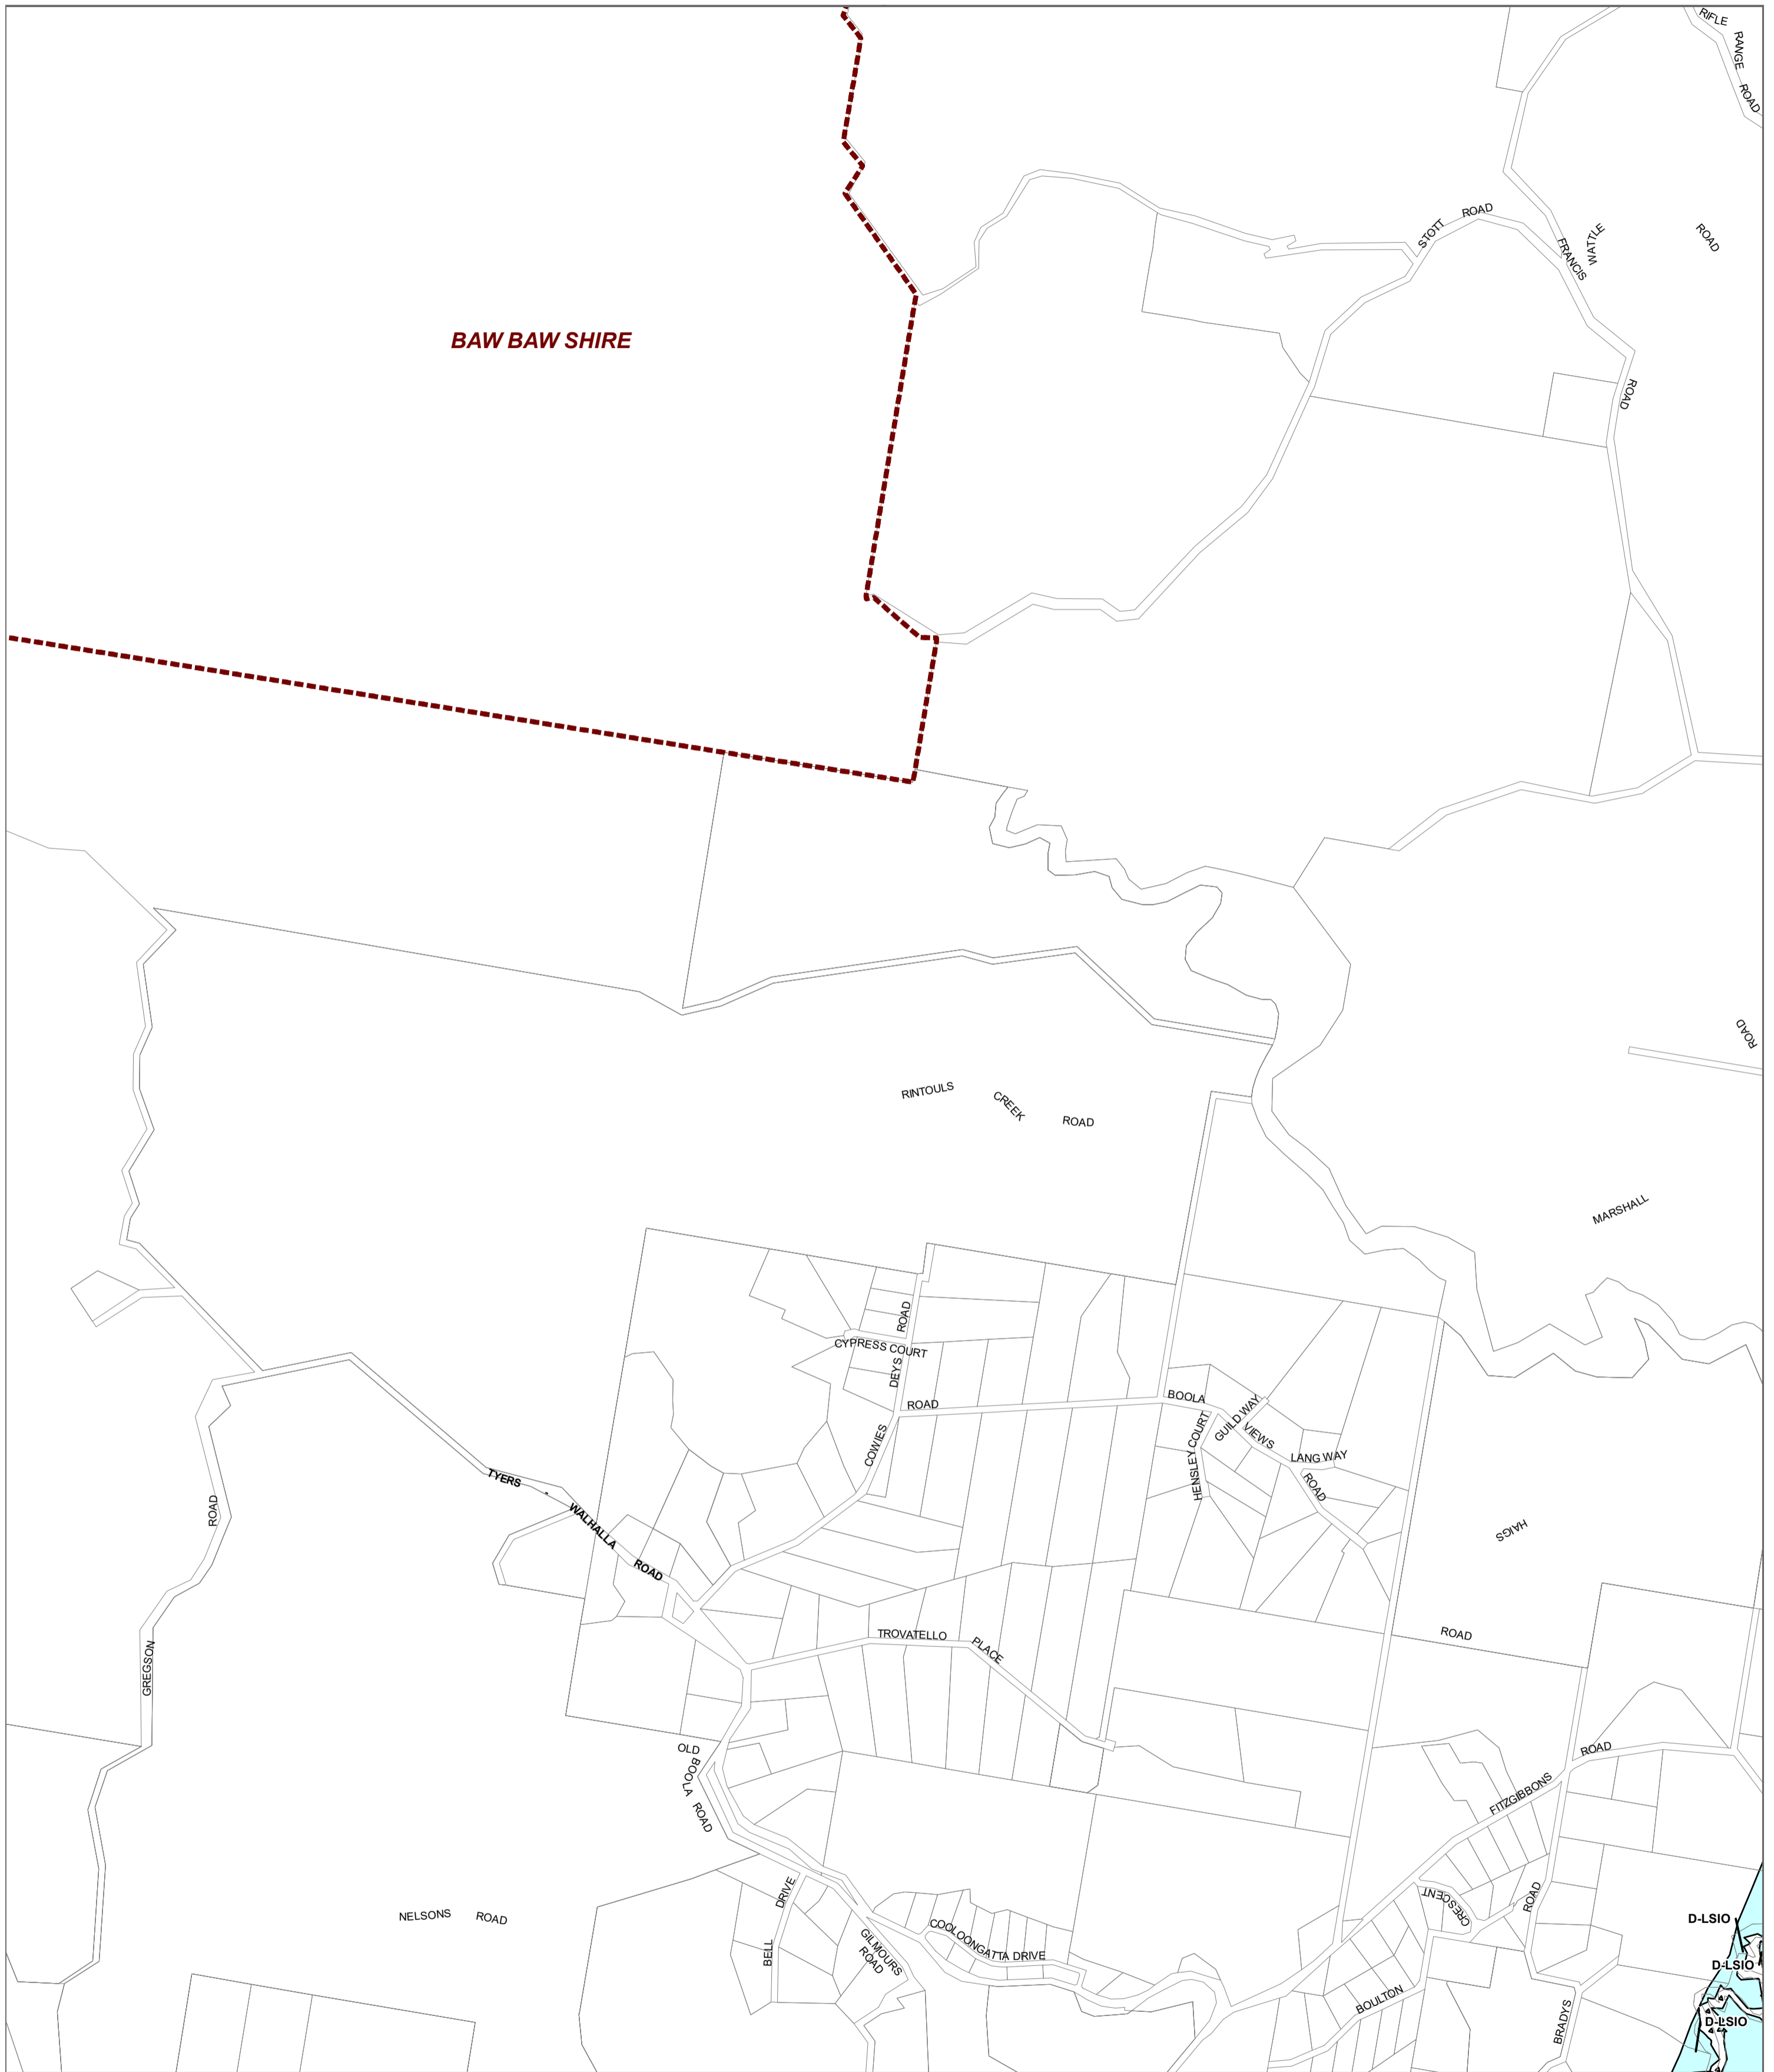 RIFLE
RANGE
ROAD
STOTT
ROAD
FRANCIS
WATTLE
ROAD
BAW BAW SHIRE
ROAD
ROAD
RINTOULS
CREEK
ROAD
MARSHALL
ROAD
CYPRESS COURT
DEYS
ROAD
BOOLA
COWIES
HENSLEY COURT
GUILD WAY
VIEWS
LANG WAY
ROAD
TYERS - WALHALLA ROAD
ROAD
GREGSON
HAIGS
ROAD
TROVATELLO
PLACE
OLD
BOOLA
ROAD
FITZGIBBONS
ROAD
NELSONS ROAD
DRIVE
BELL
GILMOURS
ROAD
COOLOONGATTA DRIVE
CRESCENT
ROAD
BOULTON
BRADYS
D-LSIO
D-LSIO
D-LSIO